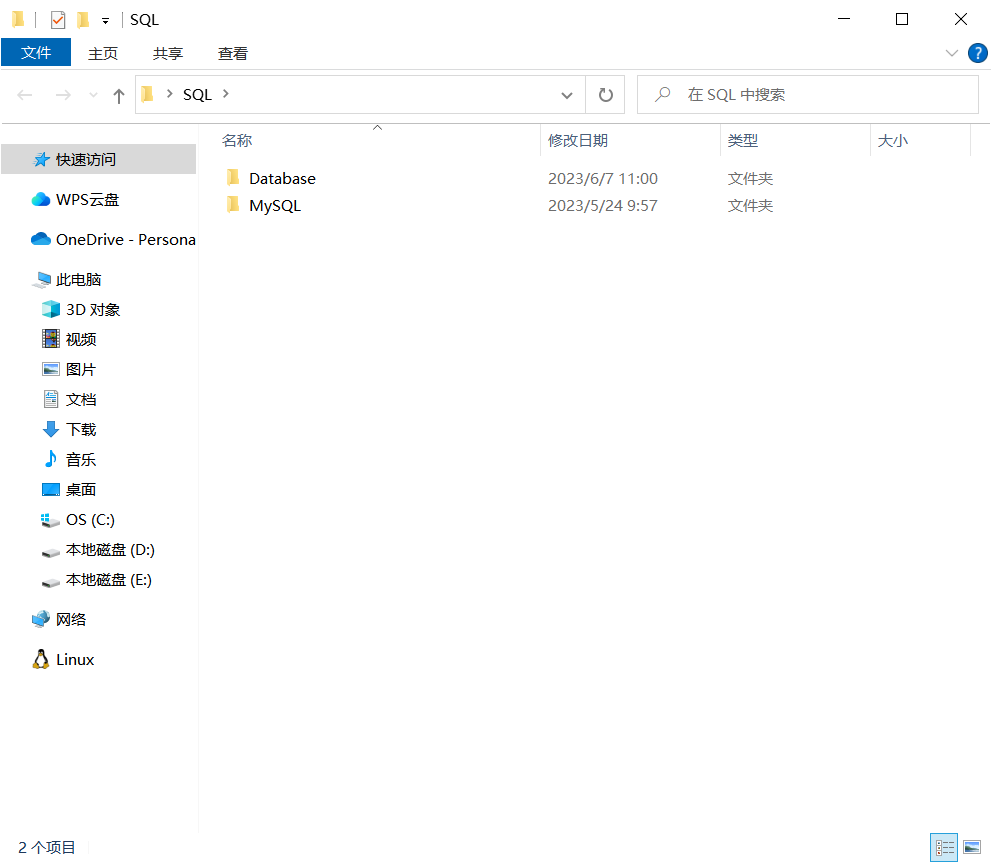 SQL
文件 主页 共享 查看
SQL 在 SQL 中搜索
名称 修改日期 类型 大小
快速访问
Database 2023/6/7 11:00 文件夹
WPS云盘
MySQL 2023/5/24 9:57 文件夹
OneDrive - Persona
此电脑
3D 对象
视频
图片
文档
下载
音乐
桌面
OS (C:)
本地磁盘 (D:)
本地磁盘 (E:)
网络
Linux
2 个项目